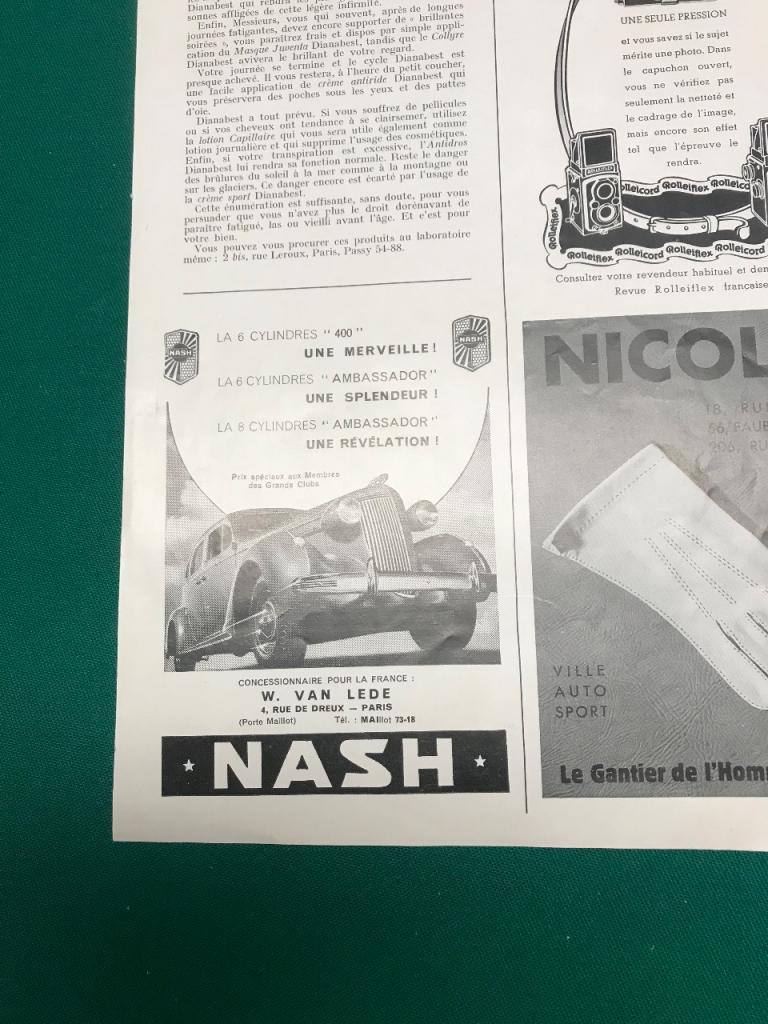 Dianabest qui rendra les
sonnes affligées de cette légère infirmité.
Enfin, Messieurs, vous qui souvent, après de longues
journées fatigantes, devez encore supporter de « brillantes
soirées », vous paraîtrez frais et dispos par simple appli-
cation du Masque Juventa Dianabest, tandis que le Collyre
Dianabest avivera le brillant de votre regard.
Votre journée se termine et le cycle Dianabest est
presque achevé. Il vous restera, à l'heure du petit coucher,
une facile application de crème antiride Dianabest qui
vous préservera des poches sous les yeux et des pattes
d'oie.
Dianabest a tout prévu. Si vous souffrez de pellicules
ou si vos cheveux ont tendance à se clairsemer, utilisez
la lotion Capillaire qui vous sera utile également comme
lotion journalière et qui supprime l'usage des cosmétiques.
Enfin, si votre transpiration est excessive, l'Antidros
Dianabest lui rendra sa fonction normale. Reste le danger
des brûlures du soleil à la mer comme à la montagne ou
sur les glaciers. Ce danger encore est écarté par l'usage de
la crème sport Dianabest.
Cette énumération est suffisante, sans doute, pour vous
persuader que vous n'avez plus le droit dorénavant de
paraître fatigué, las ou vieilli avant l'âge. Et c'est pour
votre bien.
Vous pouvez vous procurer ces produits au laboratoire
même : 2 bis, rue Leroux, Paris, Passy 54-88.
NASH
NASH
LA 6 CYLINDRES "400"
UNE MERVEILLE !
LA 6 CYLINDRES "AMBASSADOR"
UNE SPLENDEUR !
LA 8 CYLINDRES "AMBASSADOR"
UNE RÉVÉLATION !
Prix spéciaux aux Membres
des Grands Clubs
CONCESSIONNAIRE POUR LA FRANCE :
W. VAN LEDE
4, RUE DE DREUX — PARIS
(Porte Maillot) Tél. : MAIllot 73-18
NASH
UNE SEULE PRESSION
et vous savez si le sujet
mérite une photo. Dans
le capuchon ouvert,
vous ne vérifiez pas
seulement la netteté et
le cadrage de l'image,
mais encore son effet
tel que l'épreuve le
rendra.
Rolleiflex
olleicord Rolleiflex Rolleico
Rolleiflex
Rolleiflex Rolleicord Rolleiflex Rolleicord
Consultez votre revendeur habituel et den
Revue Rolleiflex francaise
NICOL
18, RU
56, FAUB
206, RU
VILLE
AUTO
SPORT
Le Gantier de l'Hom